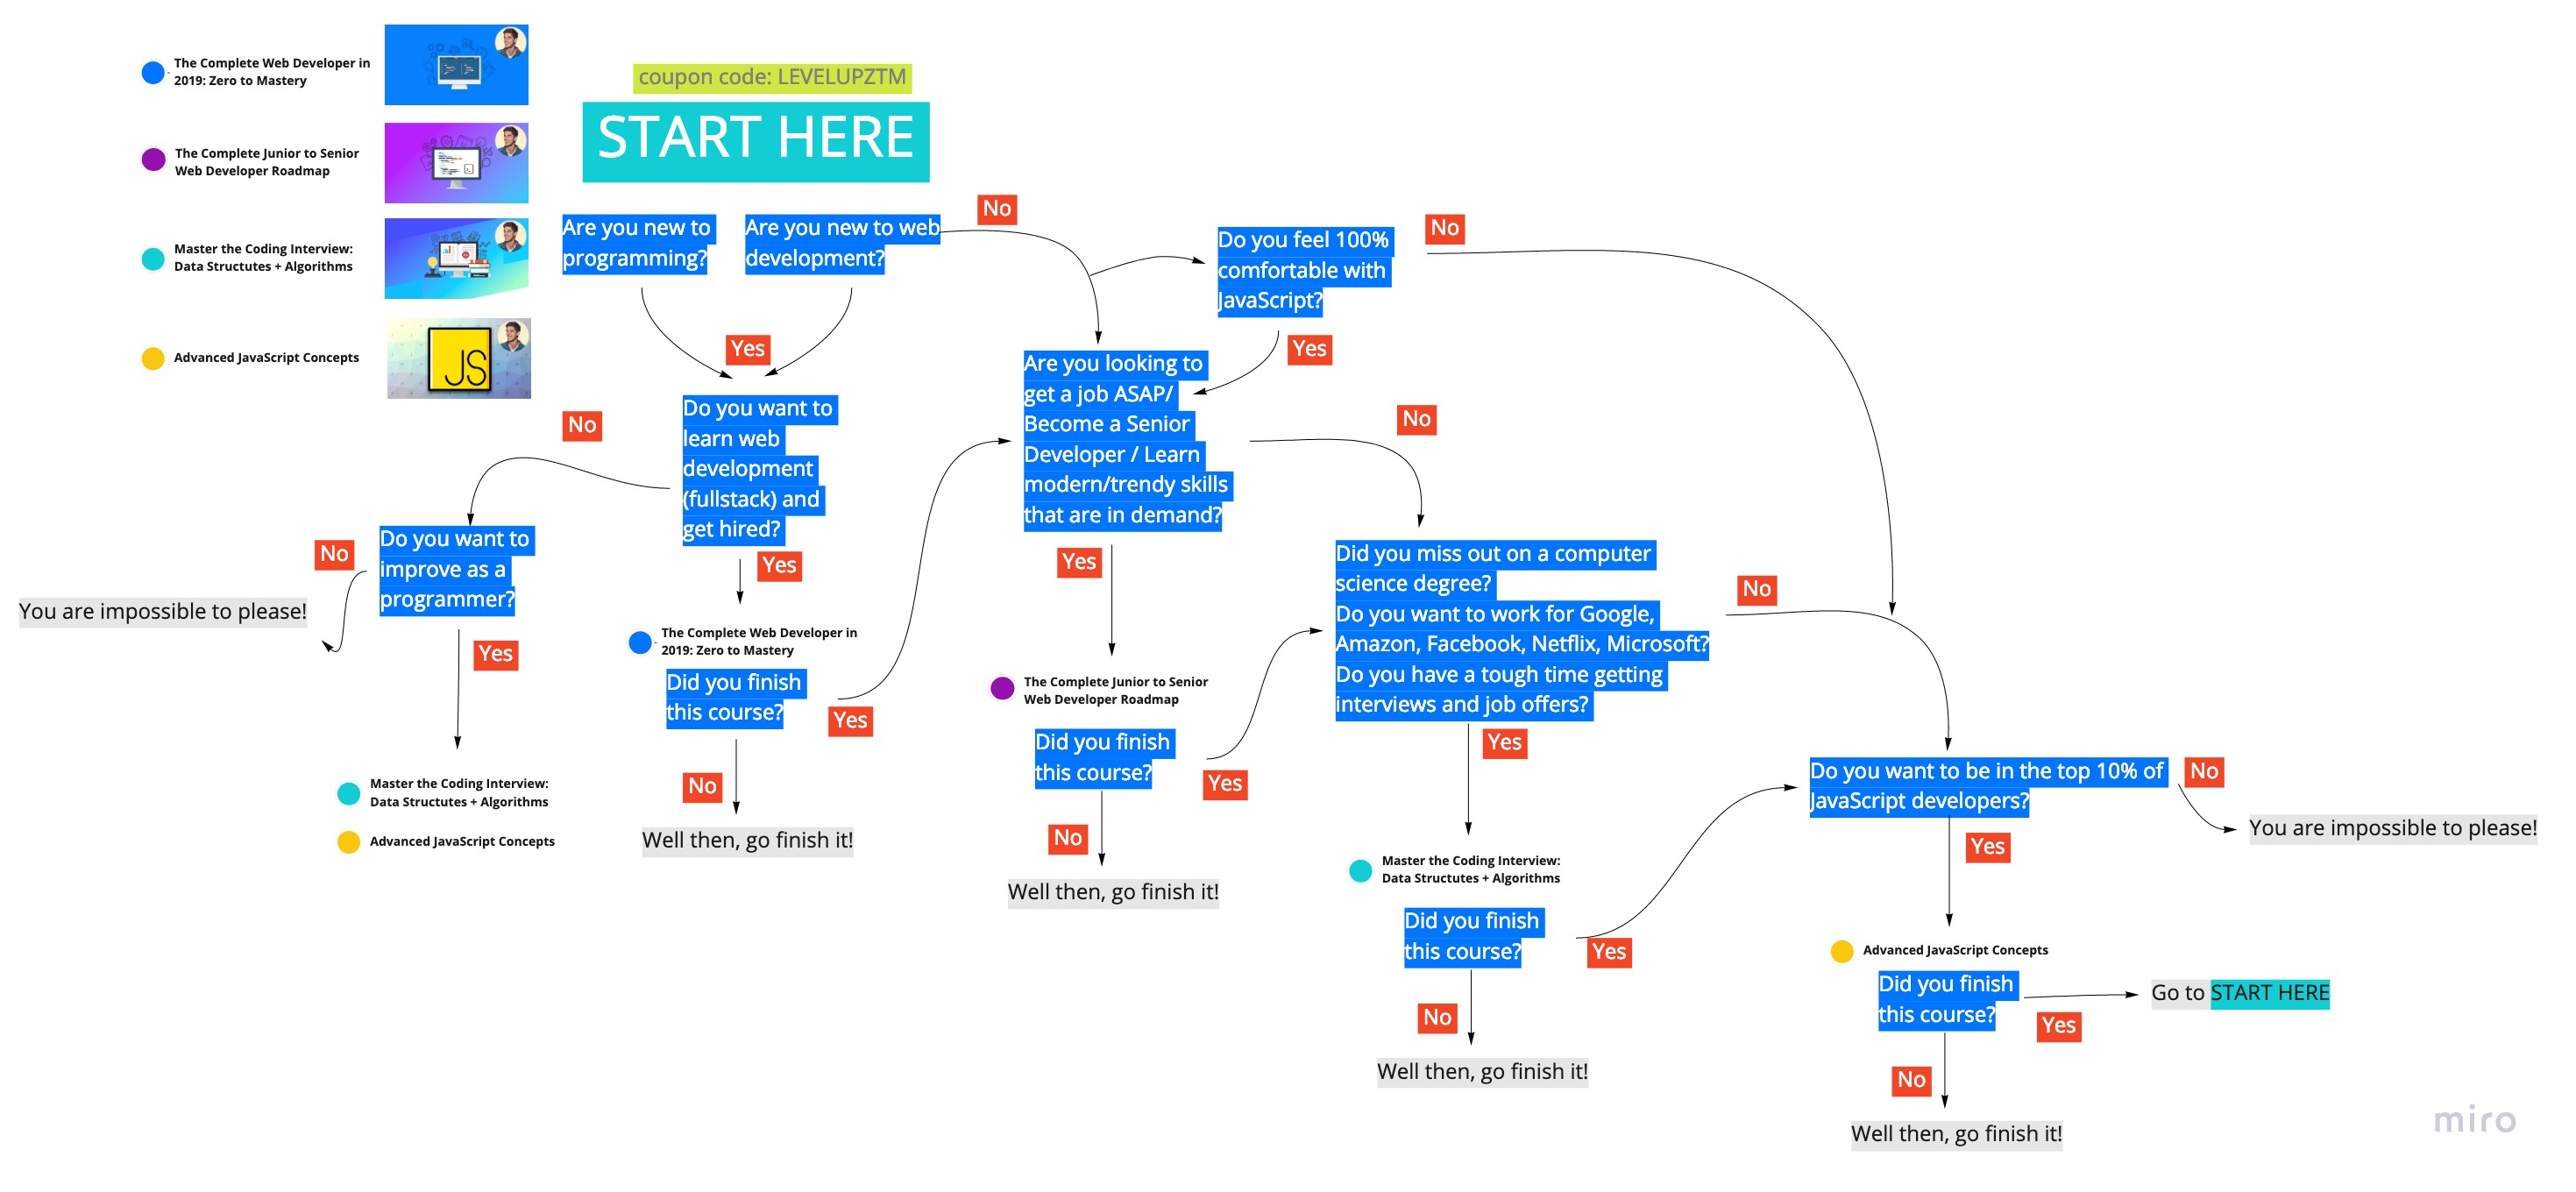 The Complete Web Developer in
2019: Zero to Mastery
The Complete Junior to Senior
Web Developer Roadmap
Master the Coding Interview:
Data Structutes + Algorithms
JS
Advanced JavaScript Concepts
coupon code: LEVELUPZTM
START HERE
Are you new to
programming?
Are you new to web
development?
No
Yes
Do you feel 100%
comfortable with
JavaScript?
No
Yes
Do you want to
learn web
development
(fullstack) and
get hired?
No
Yes
Do you want to
improve as a
programmer?
No
You are impossible to please!
Yes
Master the Coding Interview:
Data Structutes + Algorithms
Advanced JavaScript Concepts
The Complete Web Developer in
2019: Zero to Mastery
Did you finish
this course?
Yes
No
Well then, go finish it!
Are you looking to
get a job ASAP/
Become a Senior
Developer / Learn
modern/trendy skills
that are in demand?
No
Yes
The Complete Junior to Senior
Web Developer Roadmap
Did you finish
this course?
Yes
No
Well then, go finish it!
Did you miss out on a computer
science degree?
Do you want to work for Google,
Amazon, Facebook, Netflix, Microsoft?
Do you have a tough time getting
interviews and job offers?
No
Yes
Master the Coding Interview:
Data Structutes + Algorithms
Did you finish
this course?
Yes
No
Well then, go finish it!
Do you want to be in the top 10% of
JavaScript developers?
No
You are impossible to please!
Yes
Advanced JavaScript Concepts
Did you finish
this course?
Yes
Go to START HERE
No
Well then, go finish it!
miro